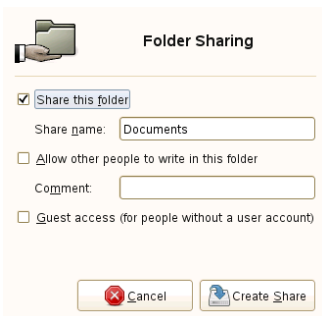 Folder Sharing
Share this folder
Share name: Documents
Allow other people to write in this folder
Comment:
Guest access (for people without a user account)
Cancel Create Share